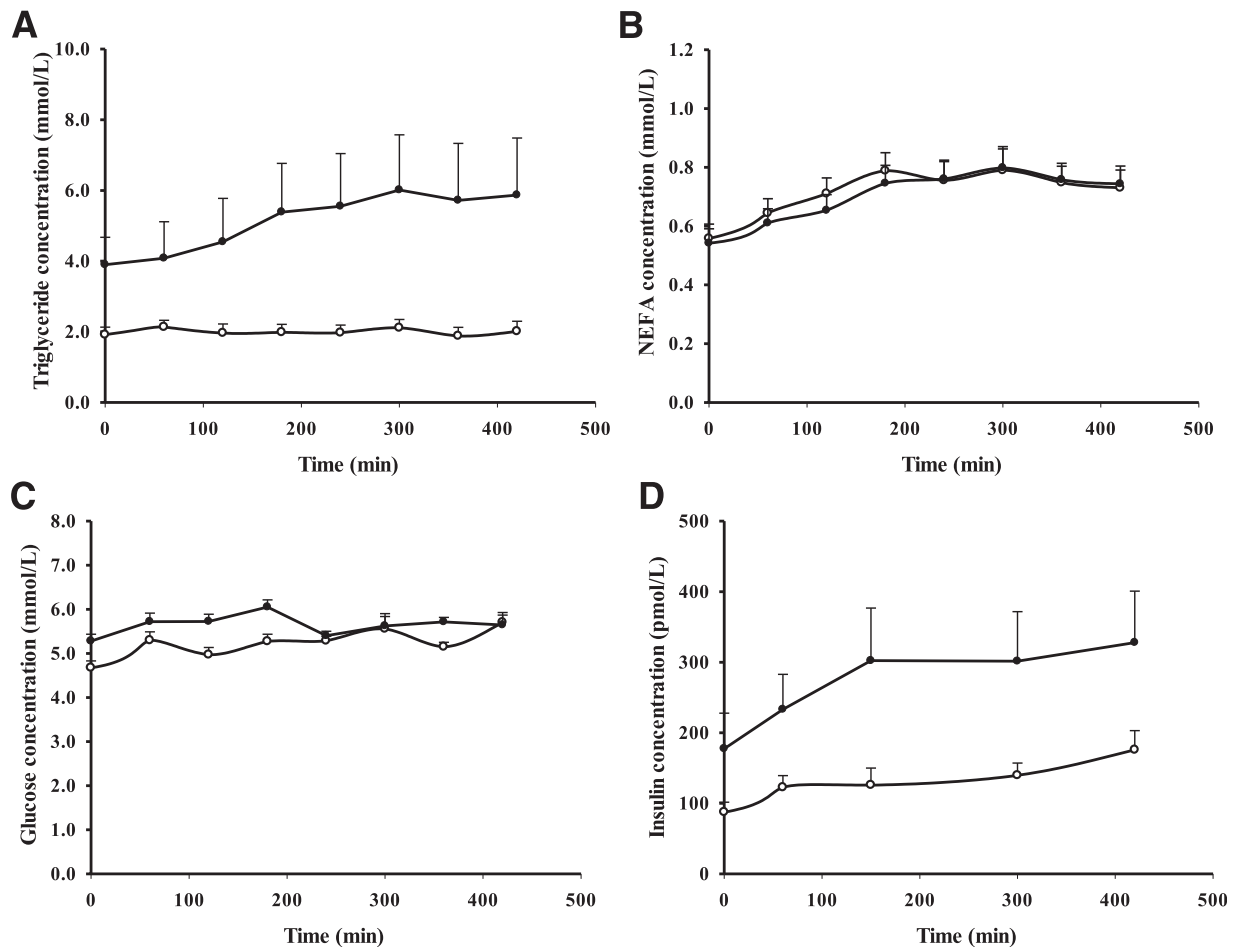 A
Triglyceride concentration (mmol/L)
10.0
8.0
6.0
4.0
2.0
0.0
0 100 200 300 400 500
Time (min)
B
NEFA concentration (mmol/L)
1.2
1.0
0.8
0.6
0.4
0.2
0.0
0 100 200 300 400 500
Time (min)
C
Glucose concentration (mmol/L)
8.0
7.0
6.0
5.0
4.0
3.0
2.0
1.0
0.0
0 100 200 300 400 500
Time (min)
D
Insulin concentration (pmol/L)
500
400
300
200
100
0
0 100 200 300 400 500
Time (min)